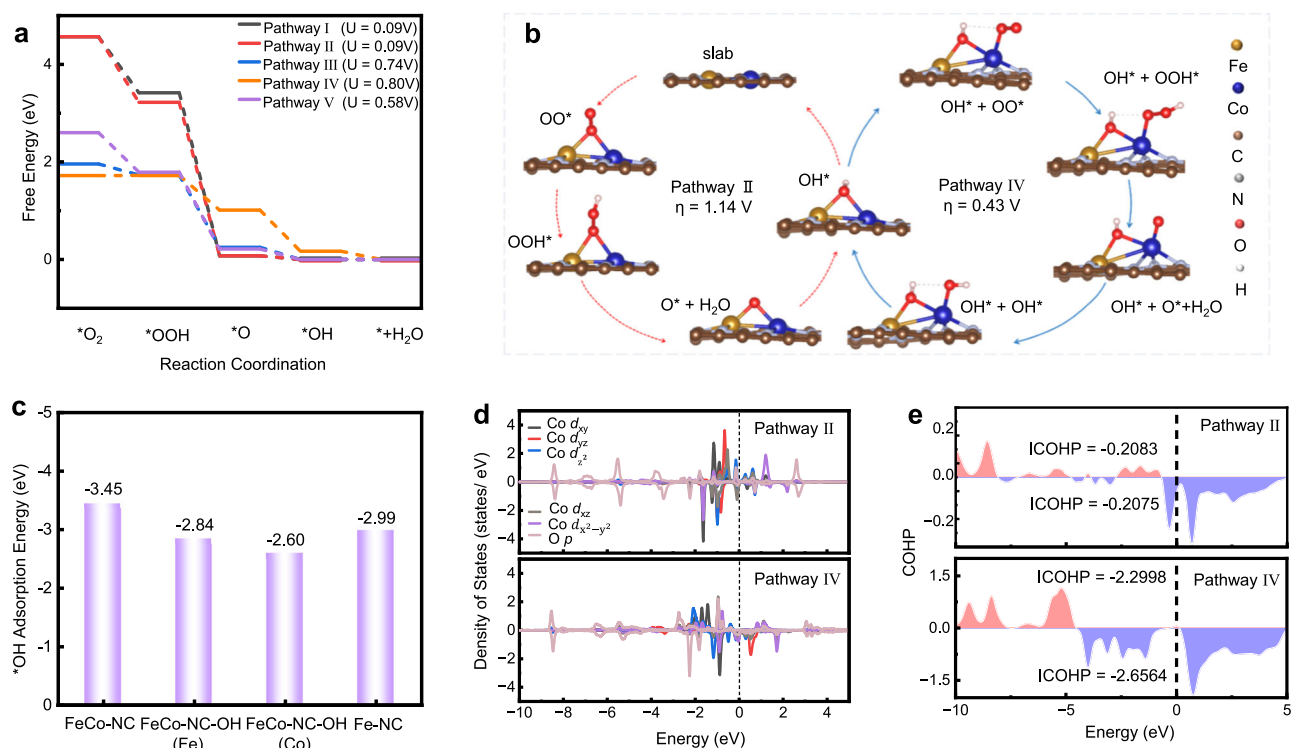 a
Pathway I (U = 0.09V)
Pathway II (U = 0.09V)
Pathway III (U = 0.74V)
Pathway IV (U = 0.80V)
Pathway V (U = 0.58V)
4
2
0
Free Energy (eV)
*O₂
*OOH
*O
*OH
*+H₂O
Reaction Coordination
b
slab
OO*
OOH*
O* + H₂O
Pathway II
η = 1.14 V
OH*
OH* + OO*
OH* + OOH*
Pathway IV
η = 0.43 V
OH* + OH*
OH* + O*+H₂O
Fe
Co
C
N
O
H
c
-5
-4
-3
-2
-1
0
*OH Adsorption Energy (eV)
-3.45
-2.84
-2.60
-2.99
FeCo-NC
FeCo-NC-OH
(Fe)
FeCo-NC-OH
(Co)
Fe-NC
d
Co dxy
Co dyz
Co dz²
Pathway II
Co dxz
Co dx²−y²
O p
Pathway IV
4
2
0
-2
-4
4
2
0
-2
-4
Density of States (states/ eV)
-10
-8
-6
-4
-2
0
2
4
Energy (eV)
e
Pathway II
ICOHP = -0.2083
ICOHP = -0.2075
0.2
0.0
-0.2
COHP
ICOHP = -2.2998
Pathway IV
ICOHP = -2.6564
1.5
0.0
-1.5
-10
-5
0
5
Energy (eV)